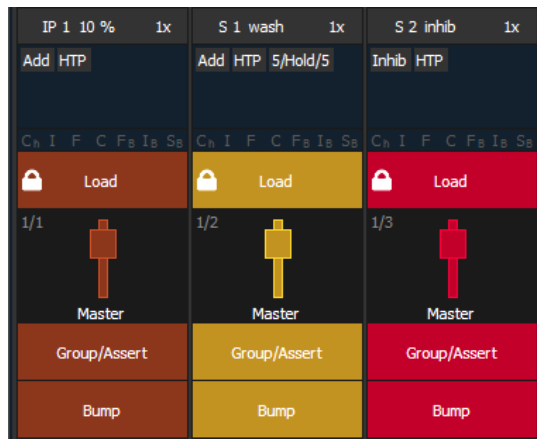 IP 1 10 % 1x S 1 wash 1x S 2 inhib 1x
Add HTP Add HTP 5/Hold/5 Inhib HTP
Ch I F C FB IB SB Ch I F C FB IB SB Ch I F C FB IB SB
Load Load Load
1/1 1/2 1/3
Master Master Master
Group/Assert Group/Assert Group/Assert
Bump Bump Bump